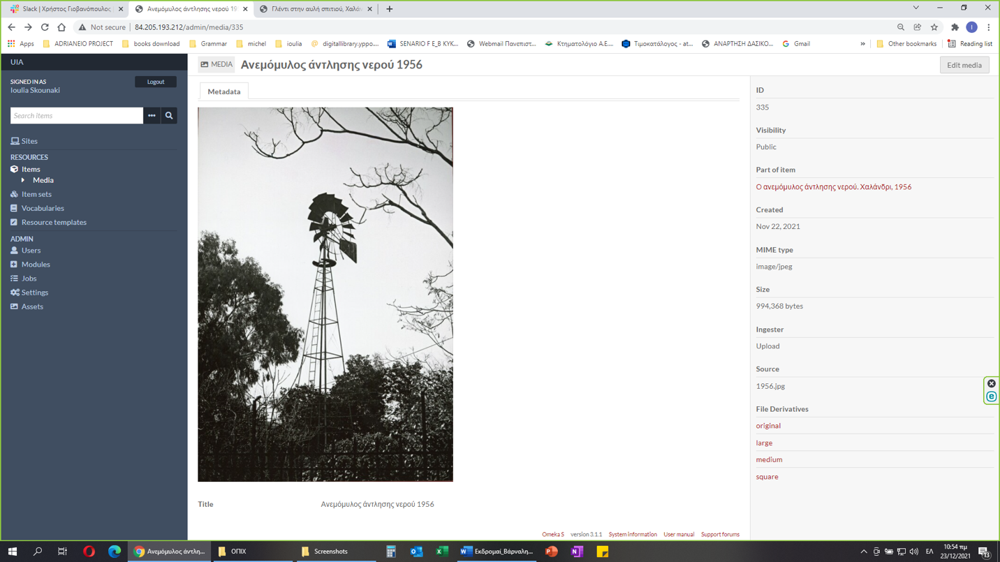 Slack | Χρήστος Γιοβανόπουλος
Ανεμόμυλος άντλησης νερού 19
Γλέντι στην αυλή σπιτιού, Χαλάν
Not secure | 84.205.193.212/admin/media/335
Apps ADRIANEIO PROJECT books download Grammar michel ioulia digitallibrary.yppo.... SENARIO F E_B KYK... Webmail Πανεπιστ... Κτηματολόγιο Α.Ε.... Τιμοκατάλογος - at... ΑΝΑΡΤΗΣΗ ΔΑΣΙΚΟ... Gmail » Other bookmarks Reading list
UIA
SIGNED IN AS
Ioulia Skounaki
Logout
Search items
Sites
RESOURCES
Items
Media
Item sets
Vocabularies
Resource templates
ADMIN
Users
Modules
Jobs
Settings
Assets
MEDIA Ανεμόμυλος άντλησης νερού 1956
Edit media
Metadata
Title Ανεμόμυλος άντλησης νερού 1956
ID
335
Visibility
Public
Part of item
Ο ανεμόμυλος άντλησης νερού. Χαλάνδρι, 1956
Created
Nov 22, 2021
MIME type
image/jpeg
Size
994,368 bytes
Ingester
Upload
Source
1956.jpg
File Derivatives
original
large
medium
square
Omeka S version 3.1.1 System information User manual Support forums
Ανεμόμυλος άντλη... ΟΠΙΧ Screenshots Εκδρομαί_Βάρναλη... ΕΛ
10:54 πμ
23/12/2021
13